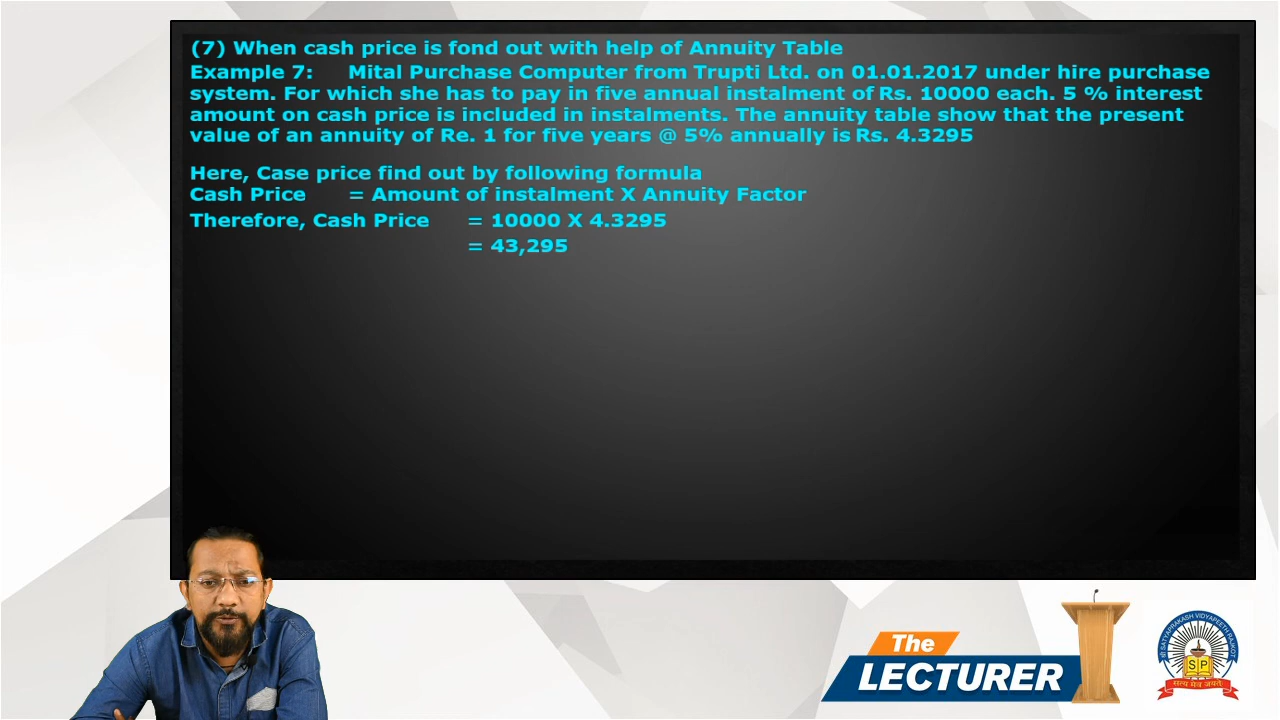 (7) When cash price is fond out with help of Annuity Table
Example 7: Mital Purchase Computer from Trupti Ltd. on 01.01.2017 under hire purchase
system. For which she has to pay in five annual instalment of Rs. 10000 each. 5 % interest
amount on cash price is included in instalments. The annuity table show that the present
value of an annuity of Re. 1 for five years @ 5% annually is Rs. 4.3295
Here, Case price find out by following formula
Cash Price = Amount of instalment X Annuity Factor
Therefore, Cash Price = 10000 X 4.3295
= 43,295
The
LECTURER
SATYAPRAKASH VIDYAPEETH RAJKOT
S P
सत्य मेव जयते